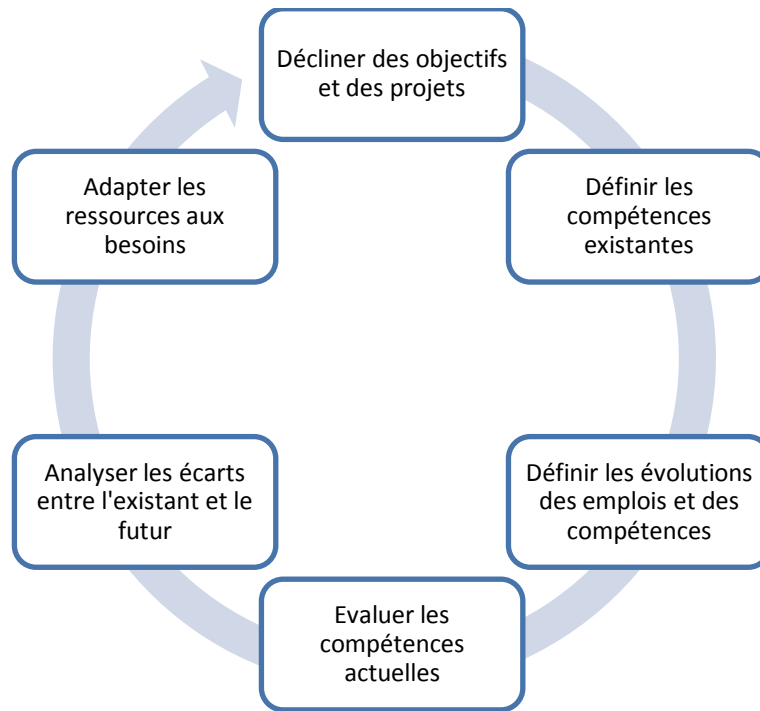 Décliner des objectifs
et des projets
Définir les
compétences
existantes
Définir les évolutions
des emplois et des
compétences
Evaluer les
compétences
actuelles
Analyser les écarts
entre l'existant et le
futur
Adapter les
ressources aux
besoins